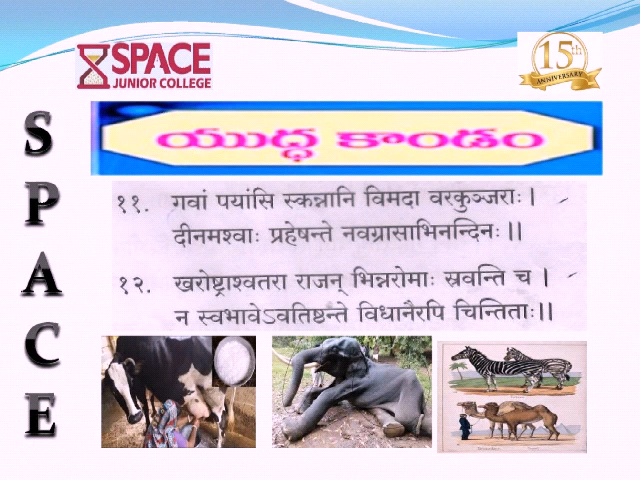 SPACE
JUNIOR COLLEGE
15th
ANNIVERSARY
SPACE
యుద్ధ కాండం
११. गवां पयांसि स्कन्नानि विमदा वरकुञ्जराः ।
दीनमश्वाः प्रहेषन्ते नवग्रासाभिनन्दिनः ।।
१२. खरोष्ट्राश्वतरा राजन् भिन्नरोमाः स्रवन्ति च ।
न स्वभावेऽवतिष्ठन्ते विधानैरपि चिन्तिताः।।